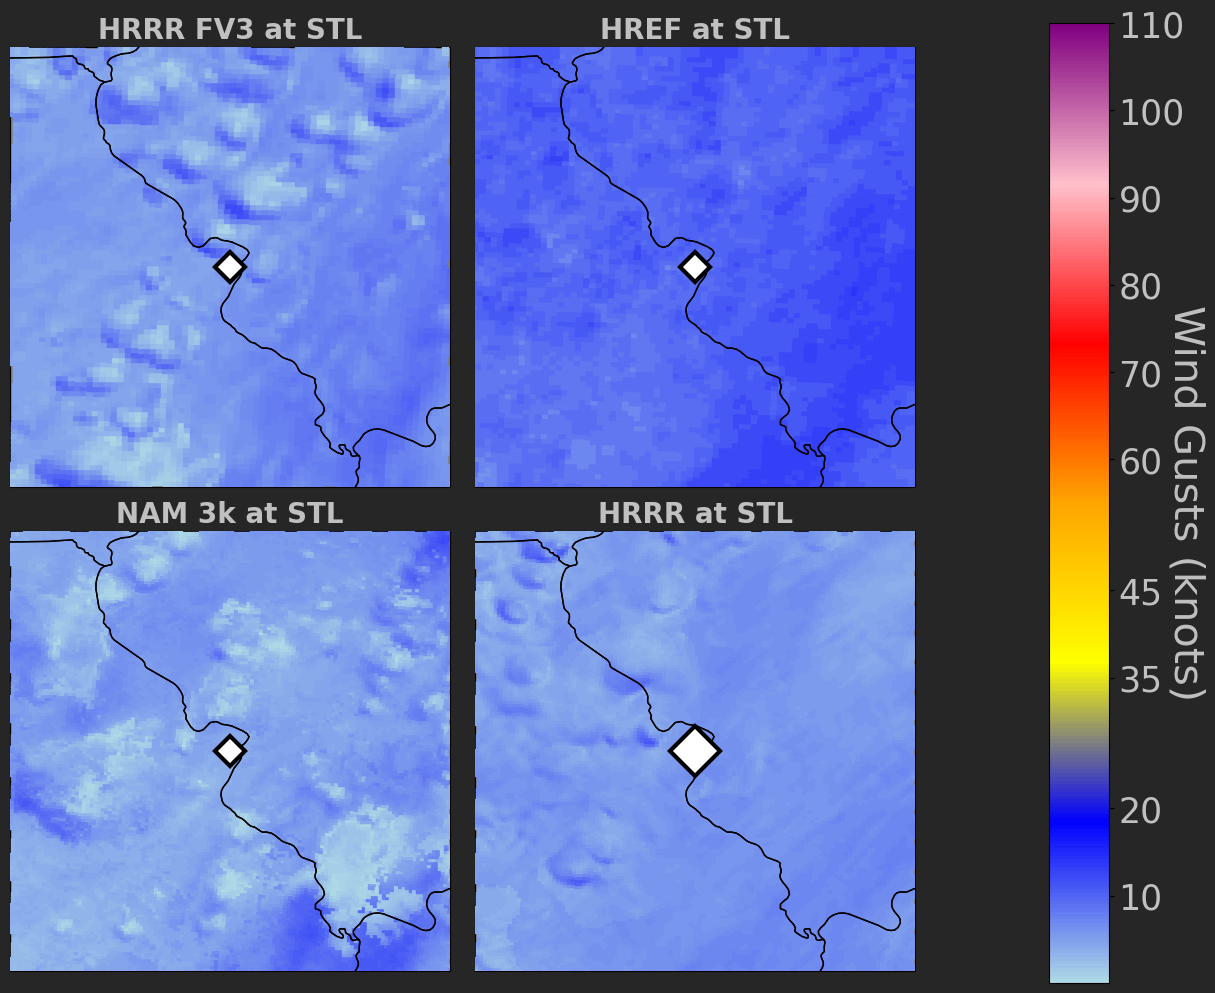 HRRR FV3 at STL
HREF at STL
NAM 3k at STL
HRRR at STL
110
100
90
80
70
60
45
35
20
10
Wind Gusts (knots)